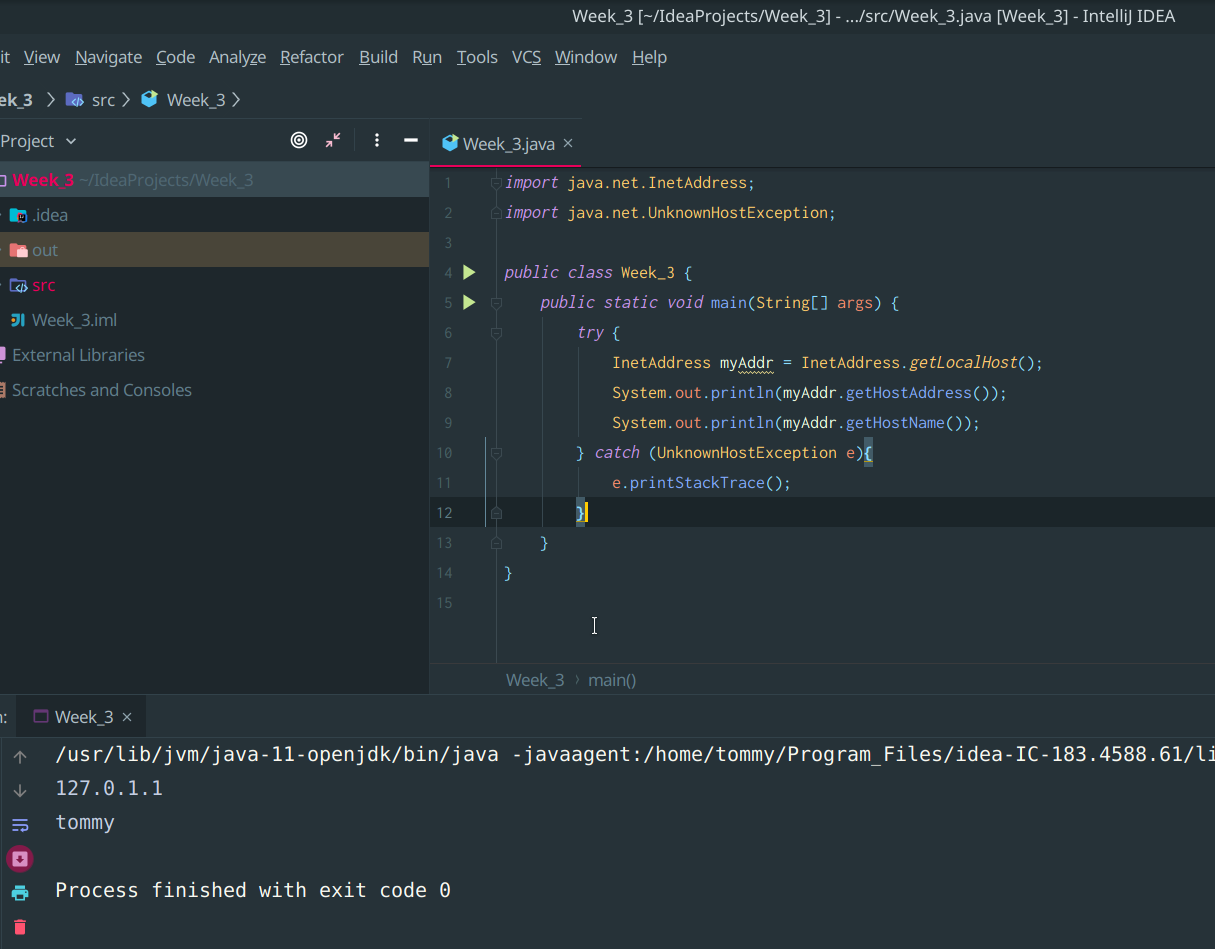 Week_3 [~/IdeaProjects/Week_3] - .../src/Week_3.java [Week_3] - IntelliJ IDEA
it View Navigate Code Analyze Refactor Build Run Tools VCS Window Help
ek_3 src Week_3
Project
Week_3.java ×
Week_3 ~/IdeaProjects/Week_3
.idea
out
src
Week_3.iml
External Libraries
Scratches and Consoles
1 import java.net.InetAddress;
2 import java.net.UnknownHostException;
3
4 public class Week_3 {
5     public static void main(String[] args) {
6         try {
7             InetAddress myAddr = InetAddress.getLocalHost();
8             System.out.println(myAddr.getHostAddress());
9             System.out.println(myAddr.getHostName());
10         } catch (UnknownHostException e){
11             e.printStackTrace();
12         }
13     }
14 }
15
Week_3 › main()
n: Week_3 ×
/usr/lib/jvm/java-11-openjdk/bin/java -javaagent:/home/tommy/Program_Files/idea-IC-183.4588.61/li
127.0.1.1
tommy
Process finished with exit code 0